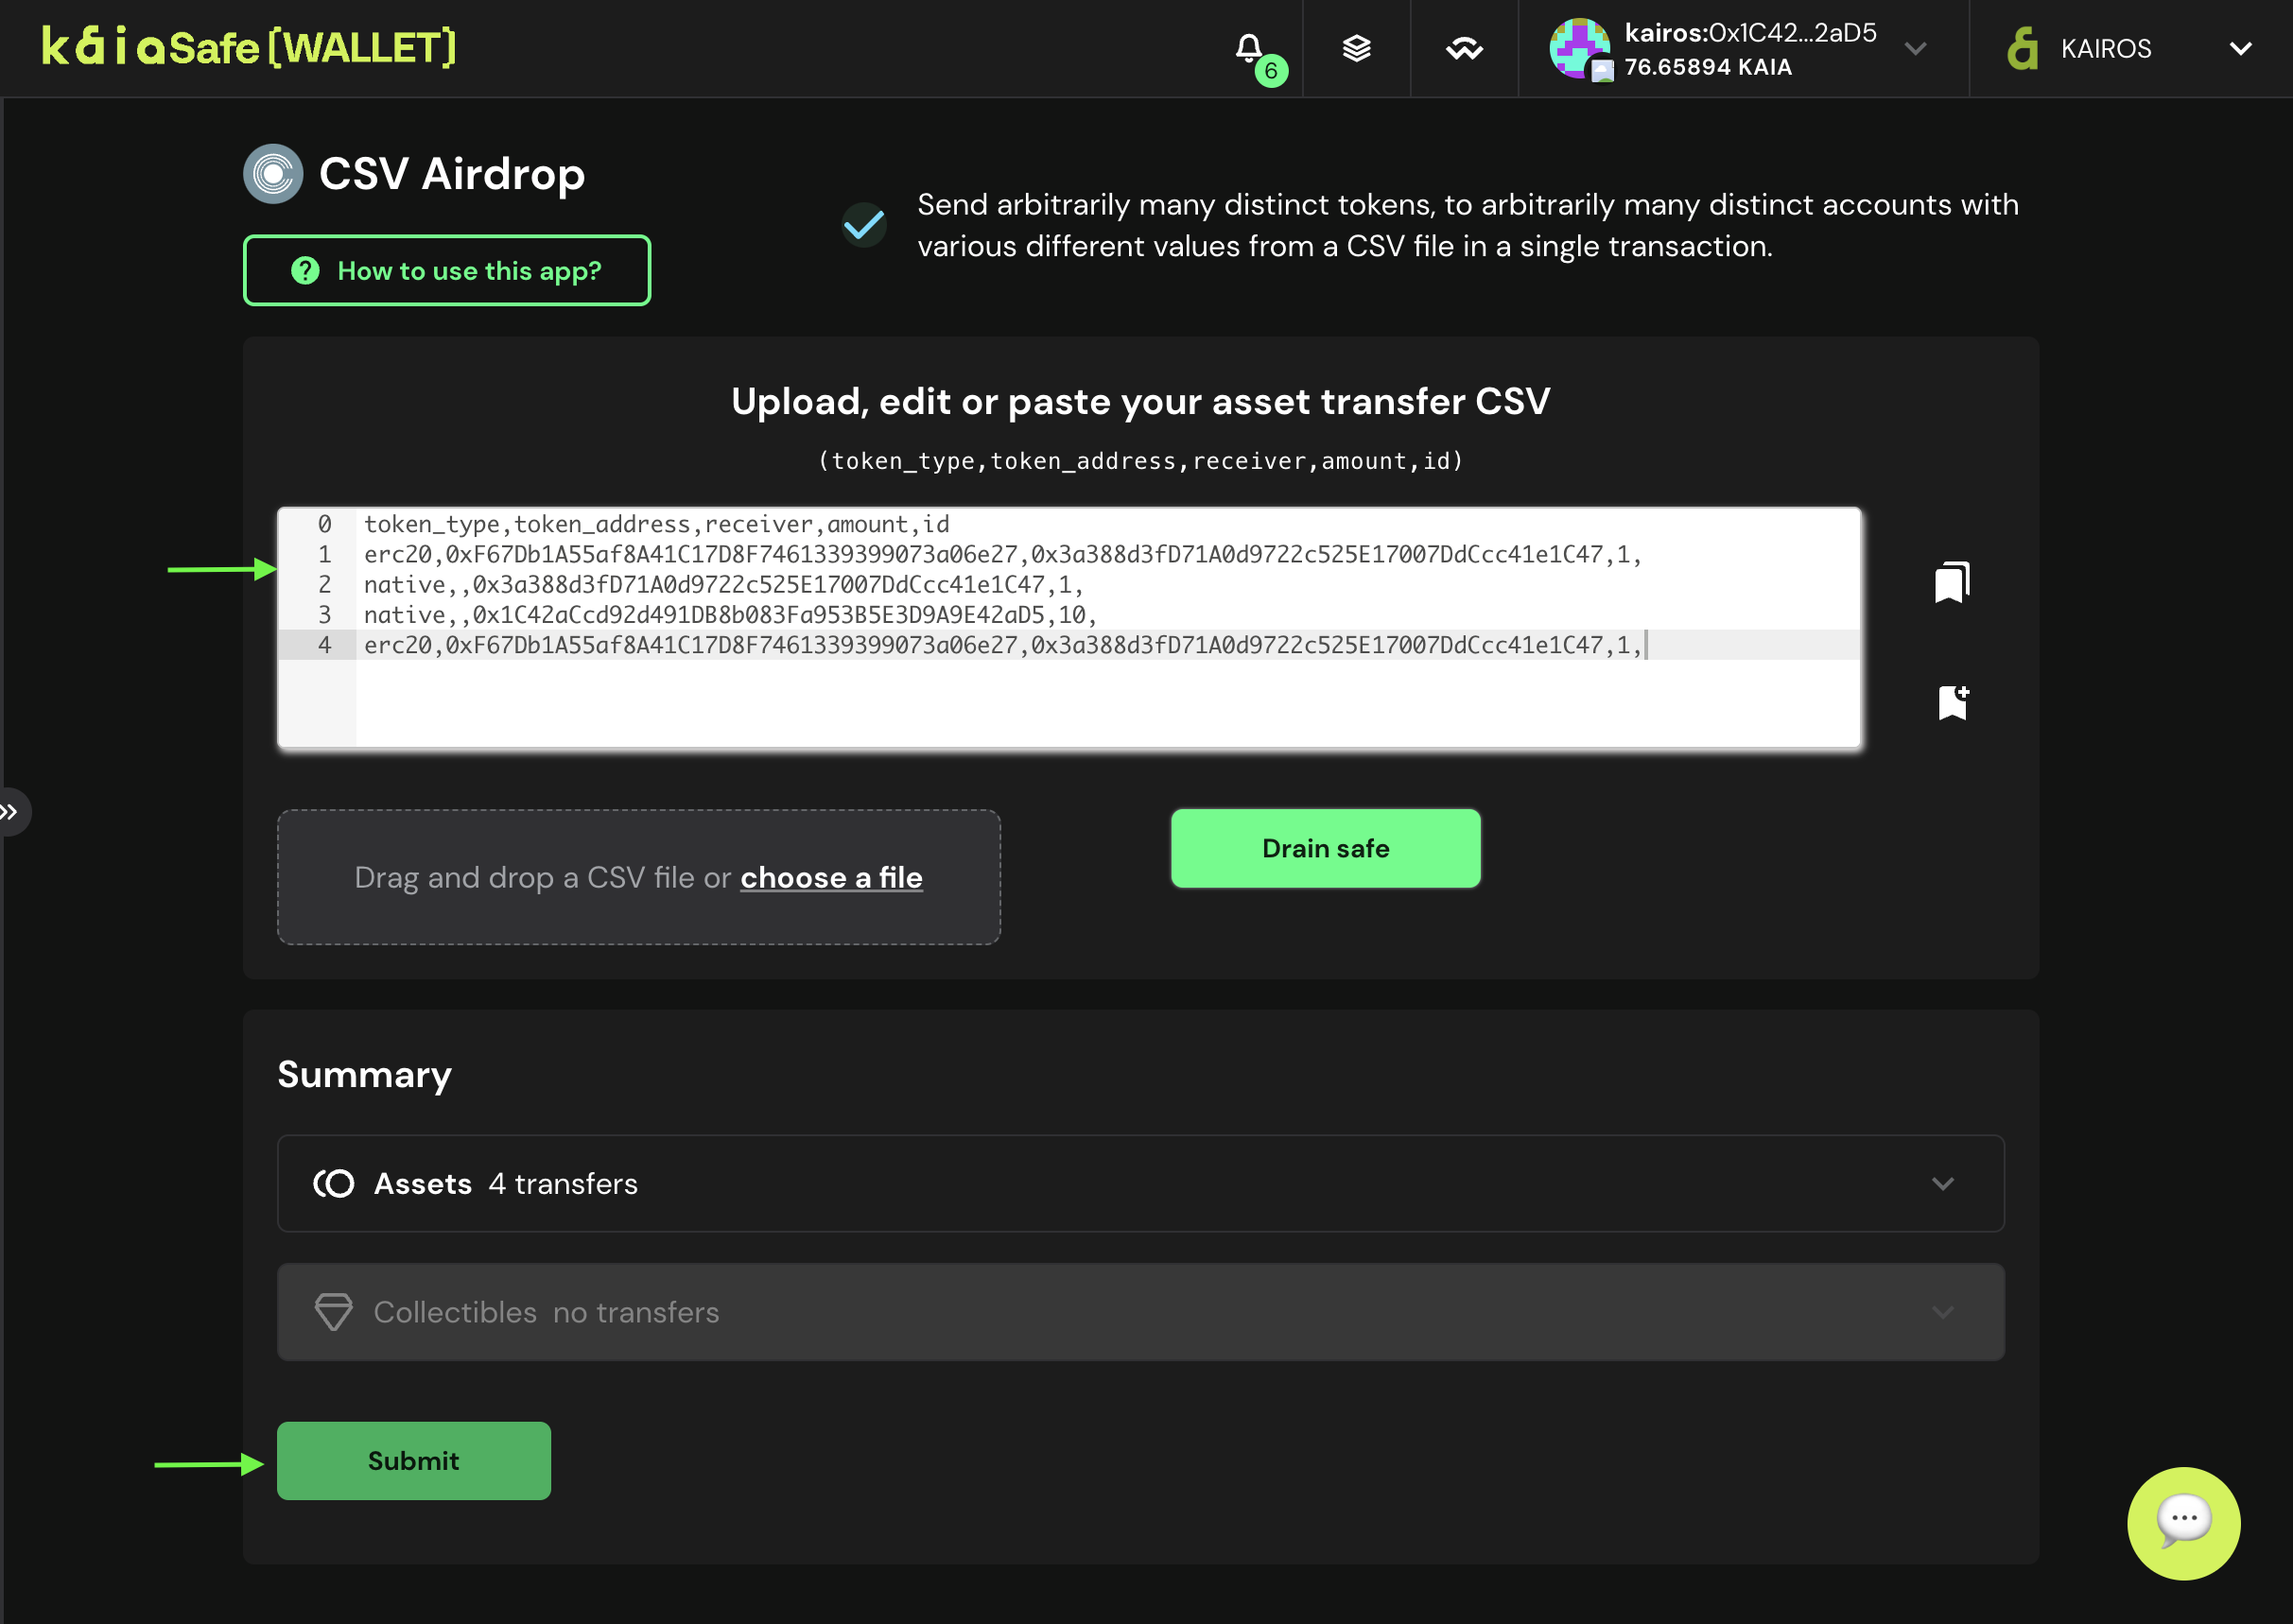 kaiaSafe[WALLET]
6
kairos:0x1C42...2aD5
76.65894 KAIA
KAIROS
CSV Airdrop
How to use this app?
Send arbitrarily many distinct tokens, to arbitrarily many distinct accounts with
various different values from a CSV file in a single transaction.
Upload, edit or paste your asset transfer CSV
(token_type,token_address,receiver,amount,id)
0 token_type,token_address,receiver,amount,id
1 erc20,0xF67Db1A55af8A41C17D8F7461339399073a06e27,0x3a388d3fD71A0d9722c525E17007DdCcc41e1C47,1,
2 native,,0x3a388d3fD71A0d9722c525E17007DdCcc41e1C47,1,
3 native,,0x1C42aCcd92d491DB8b083Fa953B5E3D9A9E42aD5,10,
4 erc20,0xF67Db1A55af8A41C17D8F7461339399073a06e27,0x3a388d3fD71A0d9722c525E17007DdCcc41e1C47,1,
Drag and drop a CSV file or choose a file
Drain safe
Summary
Assets 4 transfers
Collectibles no transfers
Submit